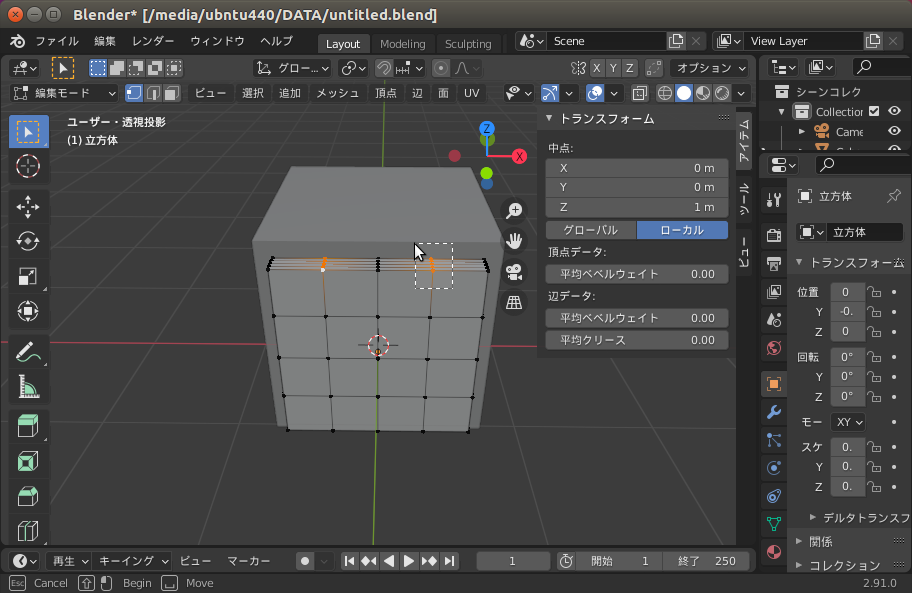 Blender* [/media/ubntu440/DATA/untitled.blend]
ファイル 編集 レンダー ウィンドウ ヘルプ Layout Modeling Sculpting Scene View Layer
グロー... X Y Z オプション
編集モード ビュー 選択 追加 メッシュ 頂点 辺 面 UV
シーンコレク
Collection
Came
ユーザー・透視投影
(1) 立方体
Z
X
トランスフォーム
中点:
X 0 m
Y 0 m
Z 1 m
グローバル ローカル
頂点データ:
平均ベベルウェイト 0.00
辺データ:
平均ベベルウェイト 0.00
平均クリース 0.00
アイテム
ツール
ビュー
立方体
立方体
トランスフォーム
位置 0
Y -0.
Z 0
回転 0°
Y 0°
Z 0°
モー XY
スケ 0.
Y 0.
Z 0.
デルタトランスフ
関係
コレクション
再生 キーイング ビュー マーカー 1 開始 1 終了 250
Esc Cancel Begin Move 2.91.0